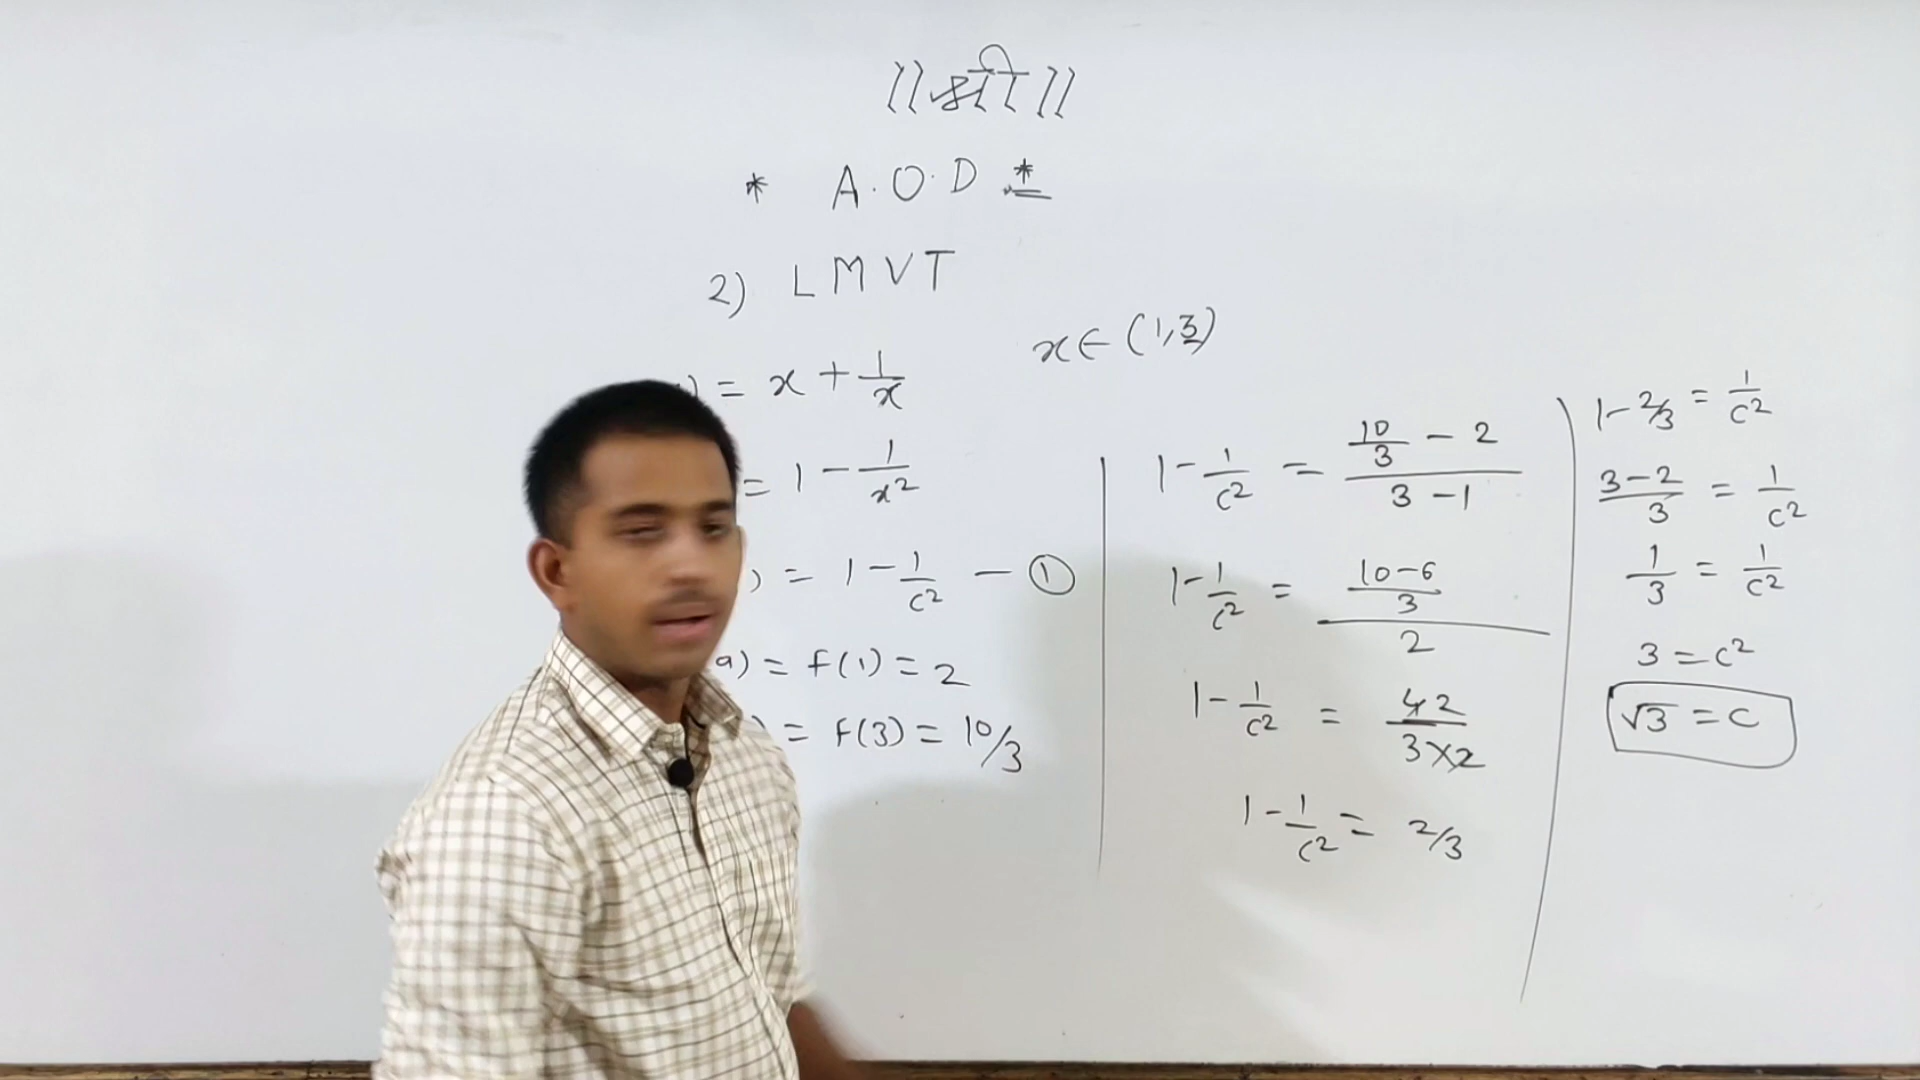 ||श्री||
* A.O.D *
2) LMVT
x ∈ (1,3)
) = x + 1/x
= 1 - 1/x²
) = 1 - 1/c² - ①
a) = f(1) = 2
) = f(3) = 10/3
1 - 1/c² = (10/3 - 2)/(3 - 1)
1 - 1/c² = ((10-6)/3)/2
1 - 1/c² = 4 2/(3×2)
1 - 1/c² = 2/3
1 - 2/3 = 1/c²
(3-2)/3 = 1/c²
1/3 = 1/c²
3 = c²
√3 = c